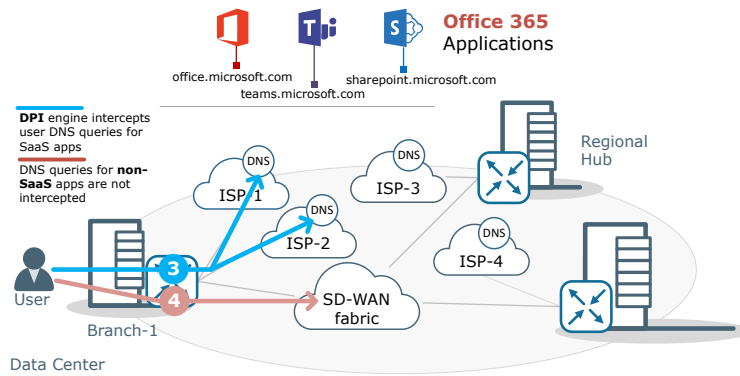 Office 365
Applications
office.microsoft.com
teams.microsoft.com
sharepoint.microsoft.com
DPI engine intercepts
user DNS queries for
SaaS apps
DNS queries for non-
SaaS apps are not
intercepted
Regional
Hub
DNS
ISP-1
DNS
ISP-2
DNS
ISP-3
DNS
ISP-4
3
4
User
SD-WAN
fabric
Branch-1
Data Center